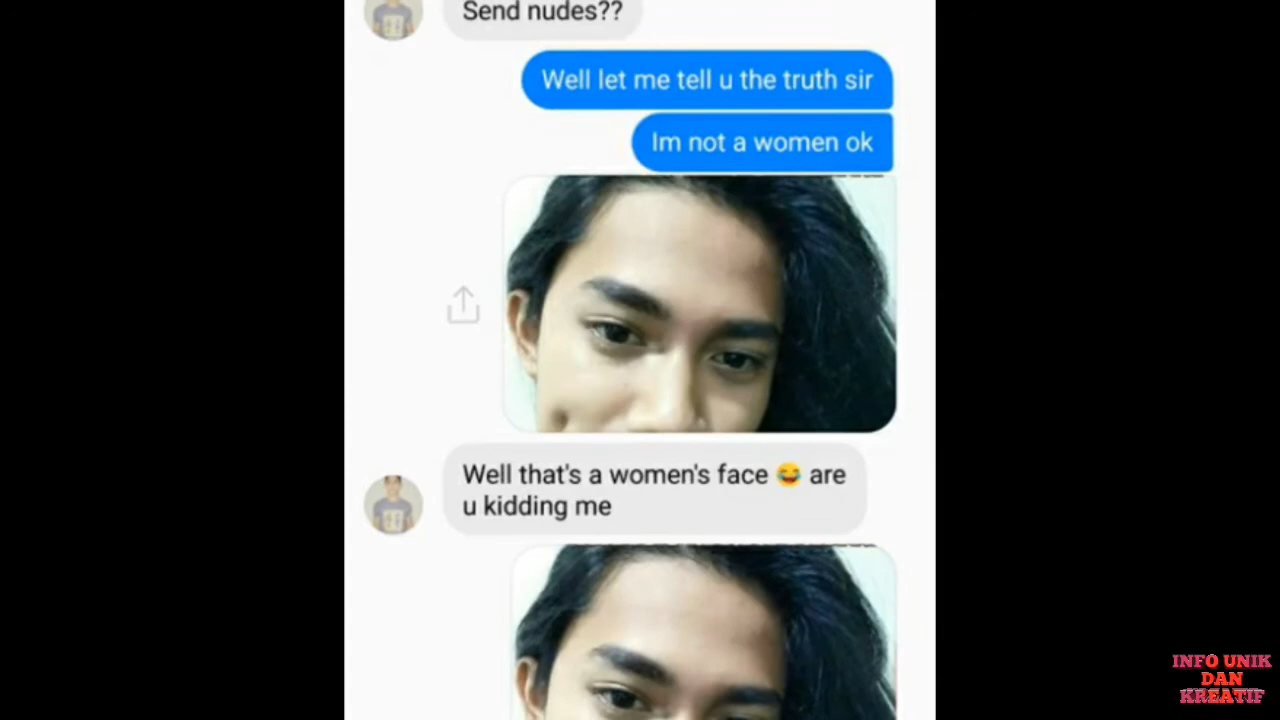 Send nudes??
Well let me tell u the truth sir
Im not a women ok
Well that's a women's face 😂 are
u kidding me
INFO UNIK
DAN
KREATIF